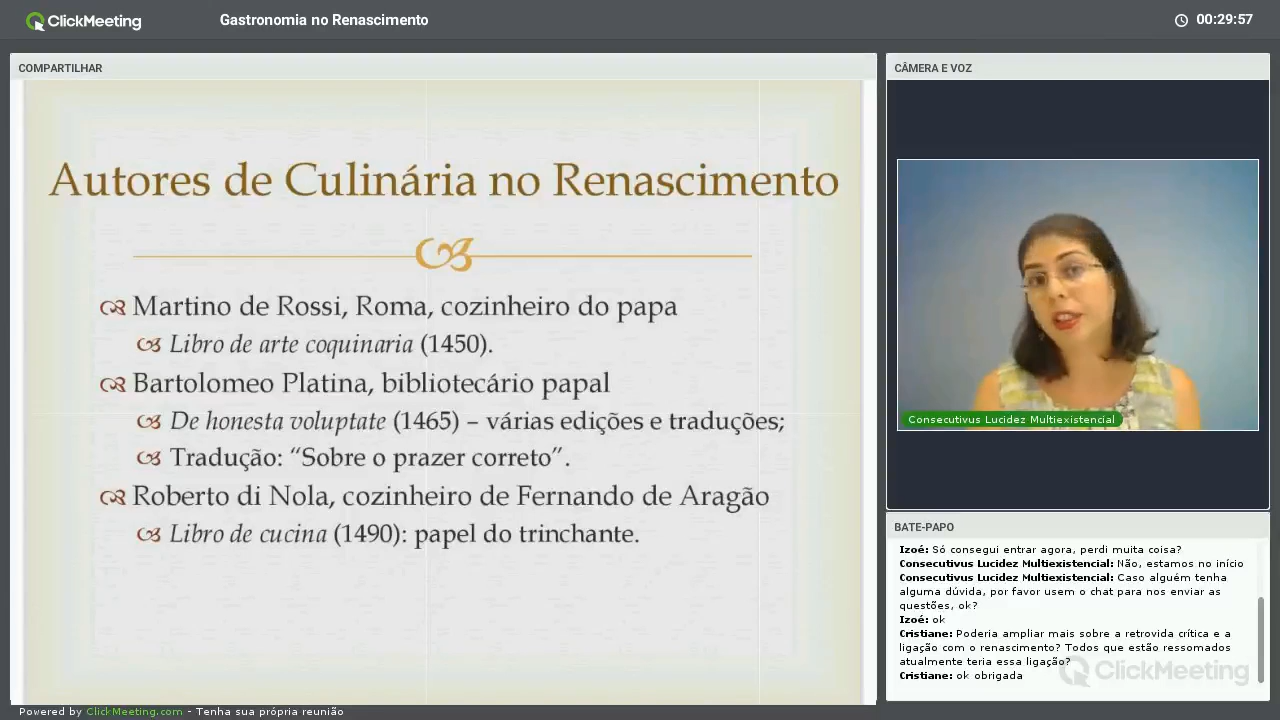 ClickMeeting
Gastronomia no Renascimento
00:29:57
COMPARTILHAR
Autores de Culinária no Renascimento
Martino de Rossi, Roma, cozinheiro do papa
Libro de arte coquinaria (1450).
Bartolomeo Platina, bibliotecário papal
De honesta voluptate (1465) – várias edições e traduções;
Tradução: “Sobre o prazer correto”.
Roberto di Nola, cozinheiro de Fernando de Aragão
Libro de cucina (1490): papel do trinchante.
CÂMERA E VOZ
Consecutivus Lucidez Multiexistencial
BATE-PAPO
Izoé: Só consegui entrar agora, perdi muita coisa?
Consecutivus Lucidez Multiexistencial: Não, estamos no início
Consecutivus Lucidez Multiexistencial: Caso alguém tenha
alguma dúvida, por favor usem o chat para nos enviar as
questões, ok?
Izoé: ok
Cristiane: Poderia ampliar mais sobre a retrovida crítica e a
ligação com o renascimento? Todos que estão ressomados
atualmente teria essa ligação?
Cristiane: ok obrigada
ClickMeeting
Powered by ClickMeeting.com - Tenha sua própria reunião